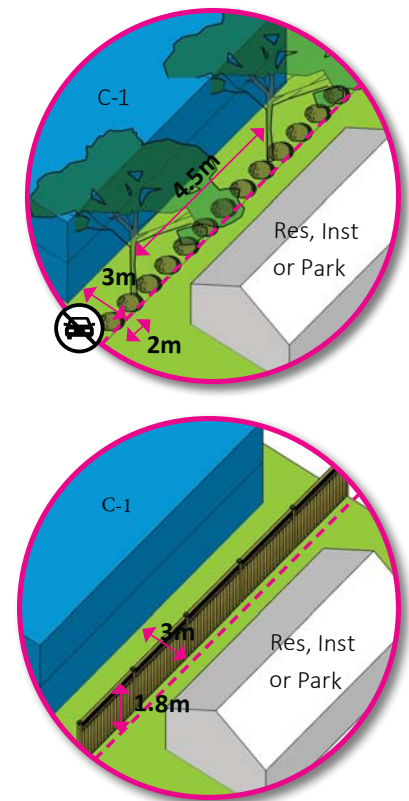 C-1
4.5m
Res, Inst
or Park
3m
2m
C-1
3m
Res, Inst
or Park
1.8m